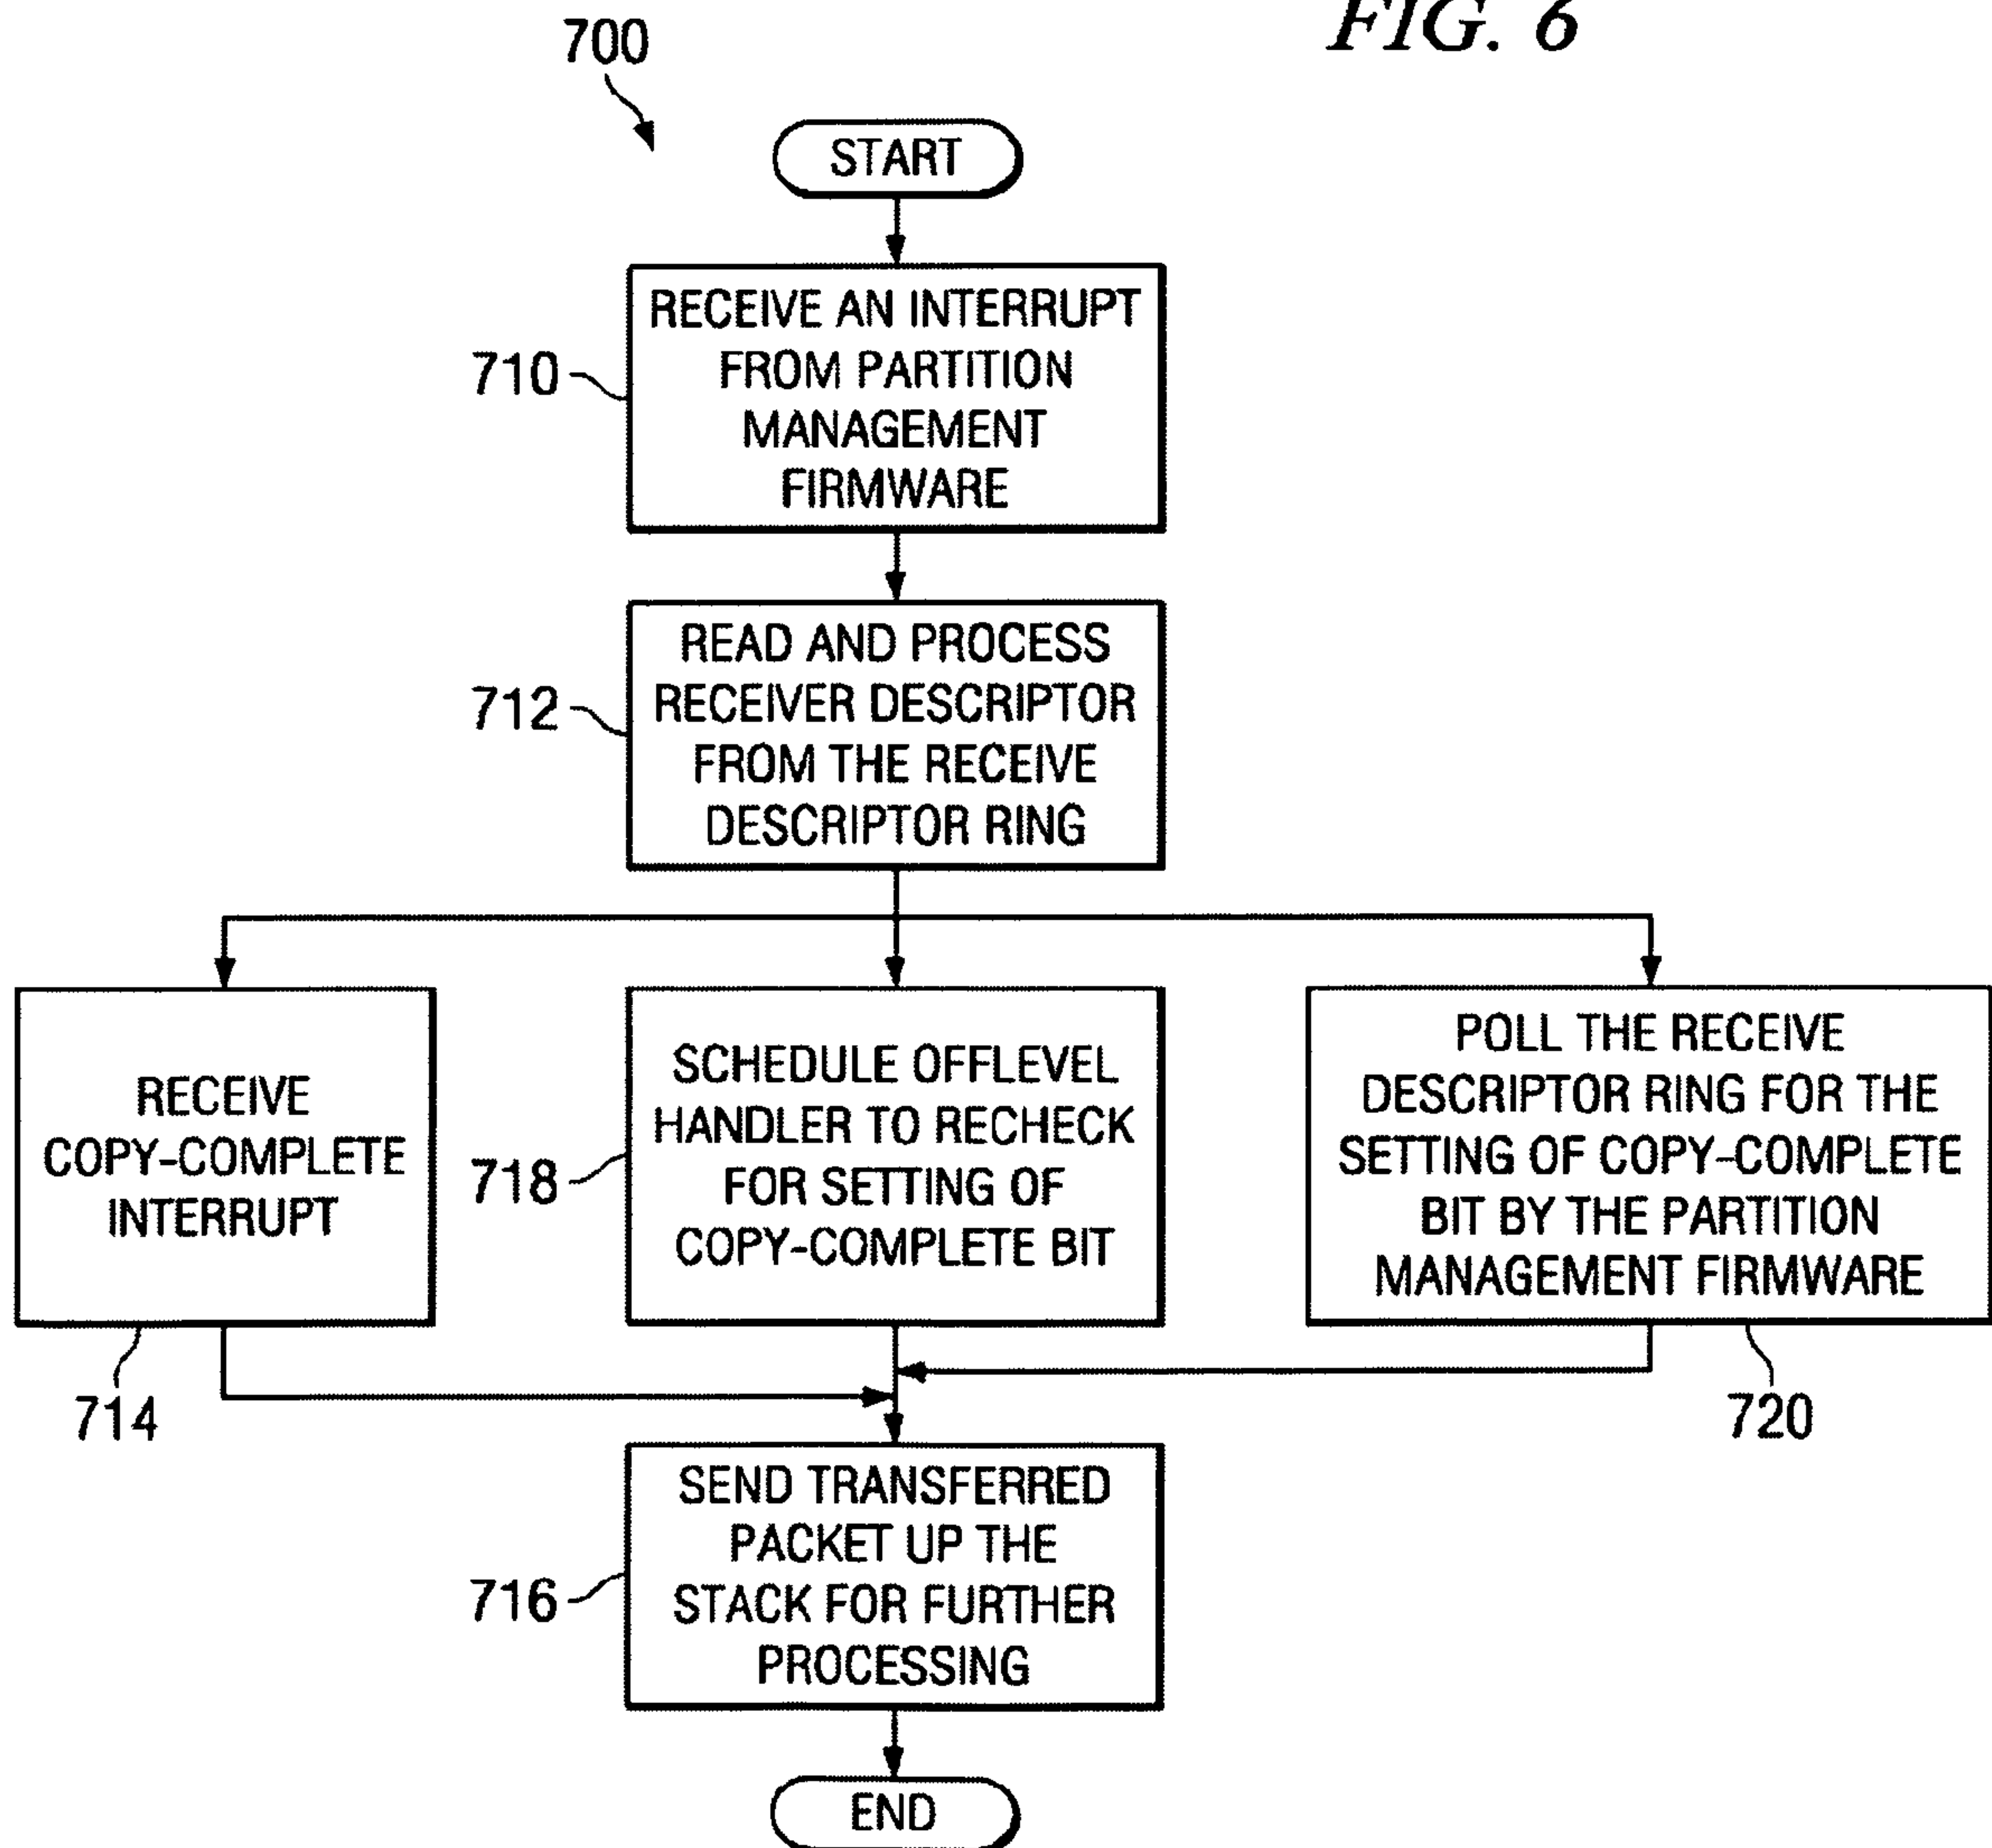 FIG. 6
700
START
710
RECEIVE AN INTERRUPT
FROM PARTITION
MANAGEMENT
FIRMWARE
712
READ AND PROCESS
RECEIVER DESCRIPTOR
FROM THE RECEIVE
DESCRIPTOR RING
RECEIVE
COPY-COMPLETE
INTERRUPT
714
718
SCHEDULE OFFLEVEL
HANDLER TO RECHECK
FOR SETTING OF
COPY-COMPLETE BIT
POLL THE RECEIVE
DESCRIPTOR RING FOR THE
SETTING OF COPY-COMPLETE
BIT BY THE PARTITION
MANAGEMENT FIRMWARE
720
716
SEND TRANSFERRED
PACKET UP THE
STACK FOR FURTHER
PROCESSING
END